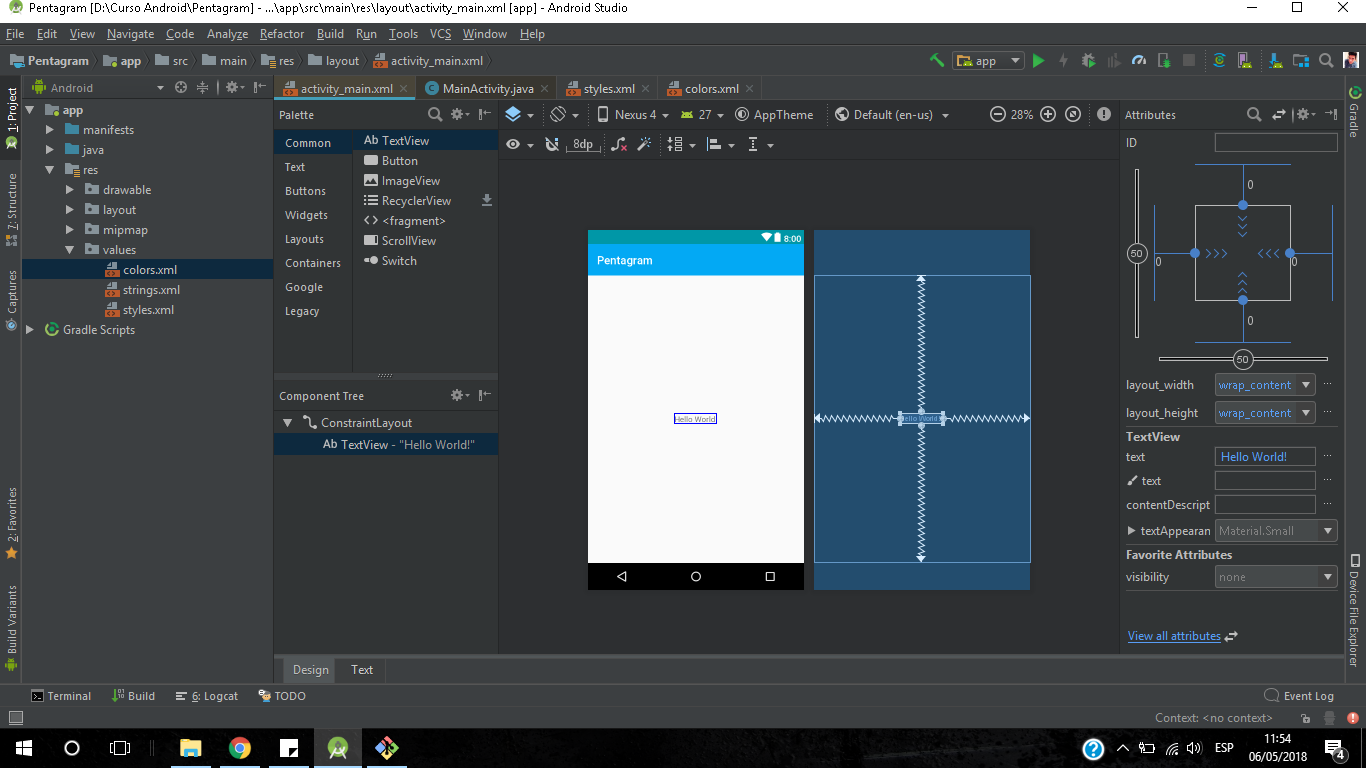 Pentagram [D:\Curso Android\Pentagram] - ...\app\src\main\res\layout\activity_main.xml [app] - Android Studio
File Edit View Navigate Code Analyze Refactor Build Run Tools VCS Window Help
Pentagram app src main res layout activity_main.xml
app
1: Project
7: Structure
Captures
2: Favorites
Build Variants
Android
app
manifests
java
res
drawable
layout
mipmap
values
colors.xml
strings.xml
styles.xml
Gradle Scripts
activity_main.xml MainActivity.java styles.xml colors.xml
Palette
Common
Text
Buttons
Widgets
Layouts
Containers
Google
Legacy
Ab TextView
Button
ImageView
RecyclerView
<fragment>
ScrollView
Switch
Component Tree
ConstraintLayout
Ab TextView - "Hello World!"
Nexus 4 27 AppTheme Default (en-us) 28%
8dp
8:00
Pentagram
Hello World
Hello World
Design Text
Attributes
ID
0
50
0
0
0
50
layout_width wrap_content
layout_height wrap_content
TextView
text Hello World!
text
contentDescript
textAppearan Material.Small
Favorite Attributes
visibility none
View all attributes
Gradle
Device File Explorer
Terminal Build 6: Logcat TODO Event Log
Context: <no context>
ESP
11:54
06/05/2018
4